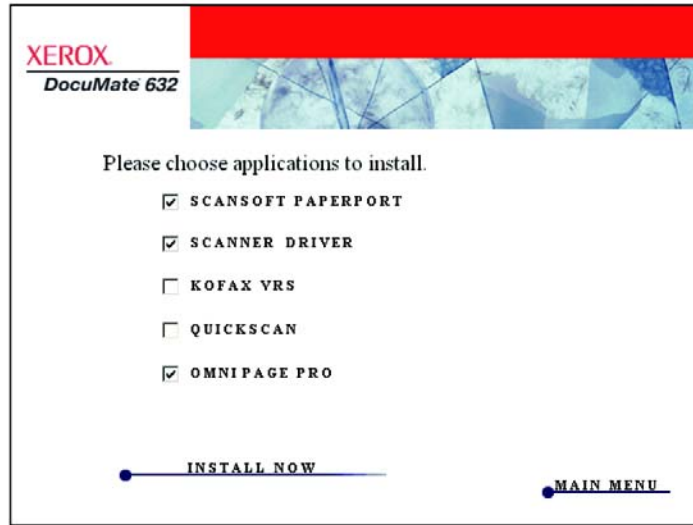 XEROX
DocuMate 632
Please choose applications to install.
SCANSOFT PAPERPORT
SCANNER DRIVER
KOFAX VRS
QUICKSCAN
OMNIPAGE PRO
INSTALL NOW
MAIN MENU